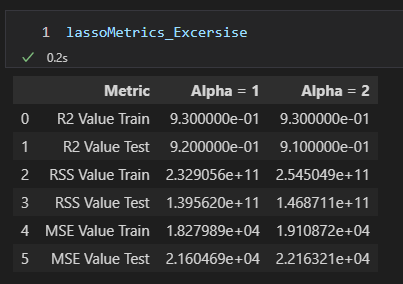 1 lassoMetrics_Excersise
✓ 0.2s
Metric Alpha = 1 Alpha = 2
0 R2 Value Train 9.300000e-01 9.300000e-01
1 R2 Value Test 9.200000e-01 9.100000e-01
2 RSS Value Train 2.329056e+11 2.545049e+11
3 RSS Value Test 1.395620e+11 1.468711e+11
4 MSE Value Train 1.827989e+04 1.910872e+04
5 MSE Value Test 2.160469e+04 2.216321e+04